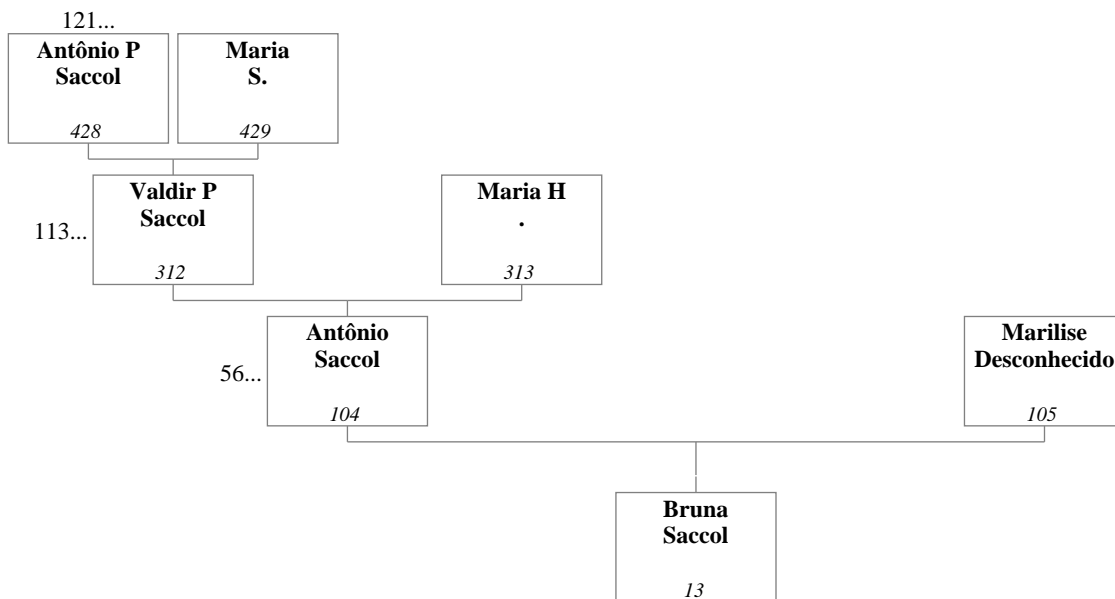 121...
Antônio P
Saccol
428
Maria
S.
429
113...
Valdir P
Saccol
312
Maria H
.
313
56...
Antônio
Saccol
104
Marilise
Desconhecido
105
Bruna
Saccol
13